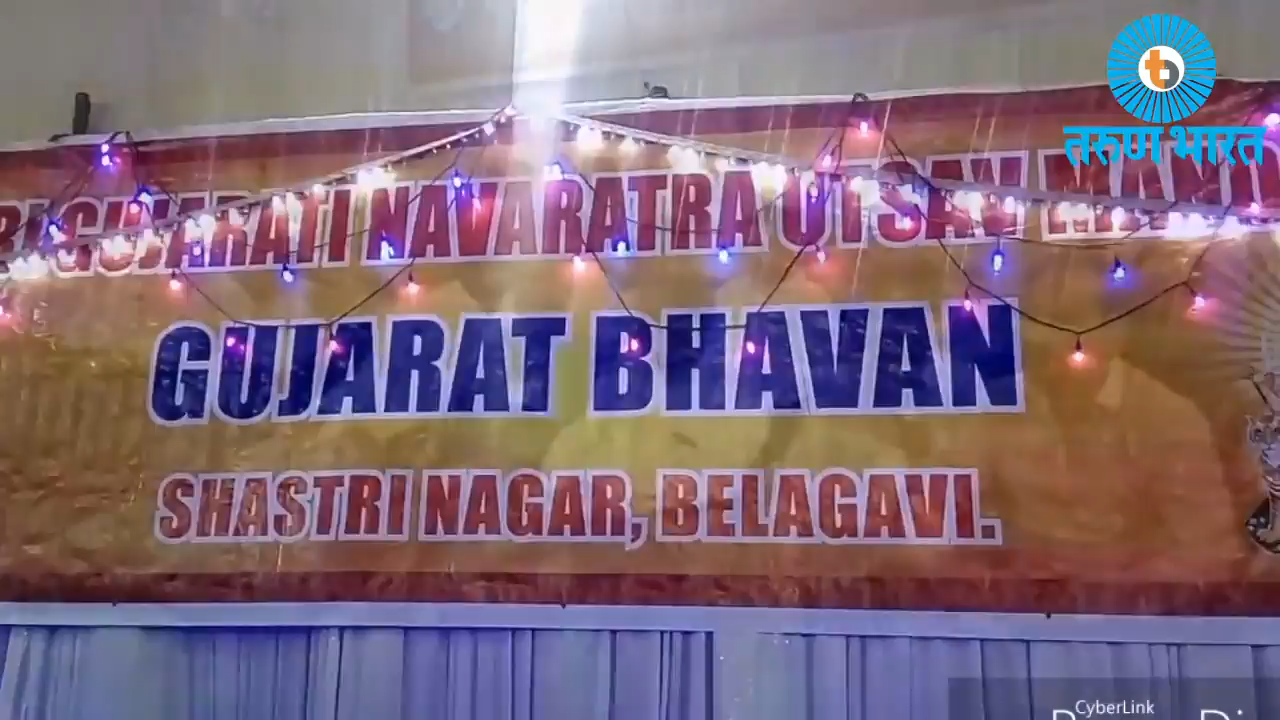 GUJARATI NAVARATRA UTSAV
GUJARAT BHAVAN
SHASTRI NAGAR, BELAGAVI.
तरुण भारत
CyberLink